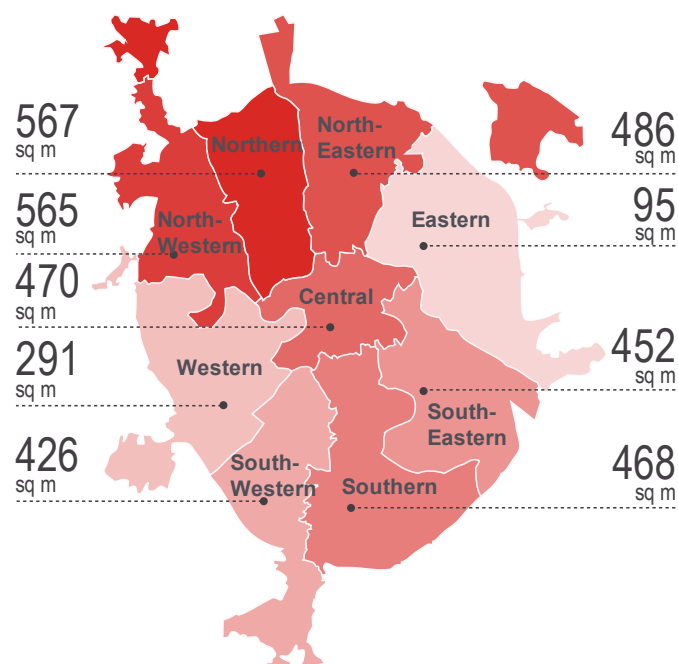 567
sq m
Northern
North-
Eastern
486
sq m
565
sq m
North-
Western
Eastern
95
sq m
470
sq m
Central
291
sq m
Western
452
sq m
South-
Eastern
426
sq m
South-
Western
Southern
468
sq m